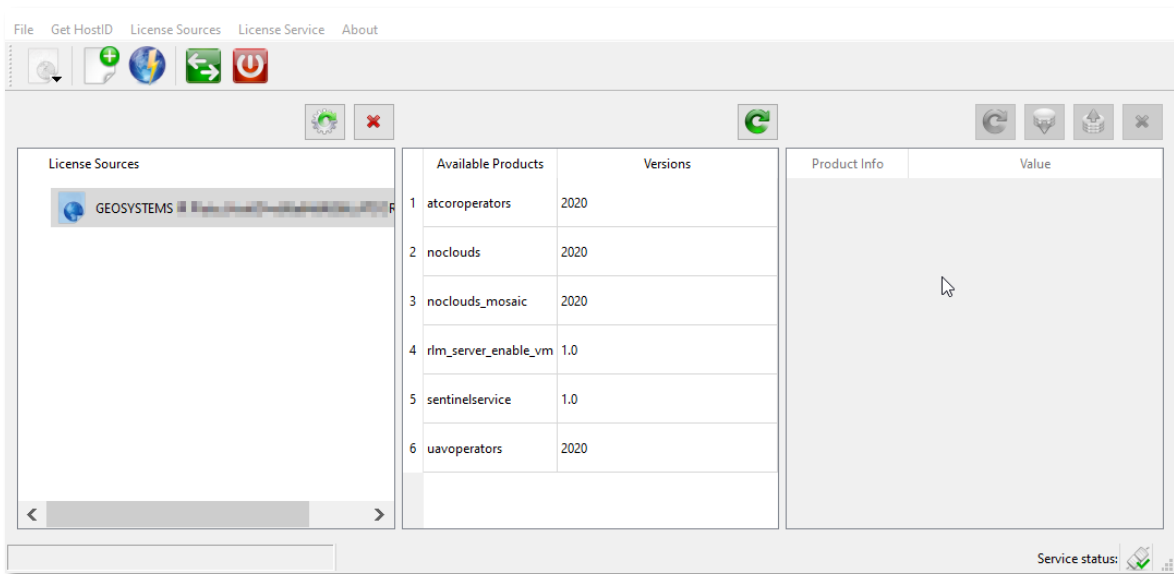 File Get HostID License Sources License Service About
License Sources
GEOSYSTEMS
Available Products Versions
1 atcoroperators 2020
2 noclouds 2020
3 noclouds_mosaic 2020
4 rlm_server_enable_vm 1.0
5 sentinelservice 1.0
6 uavoperators 2020
Product Info Value
Service status: